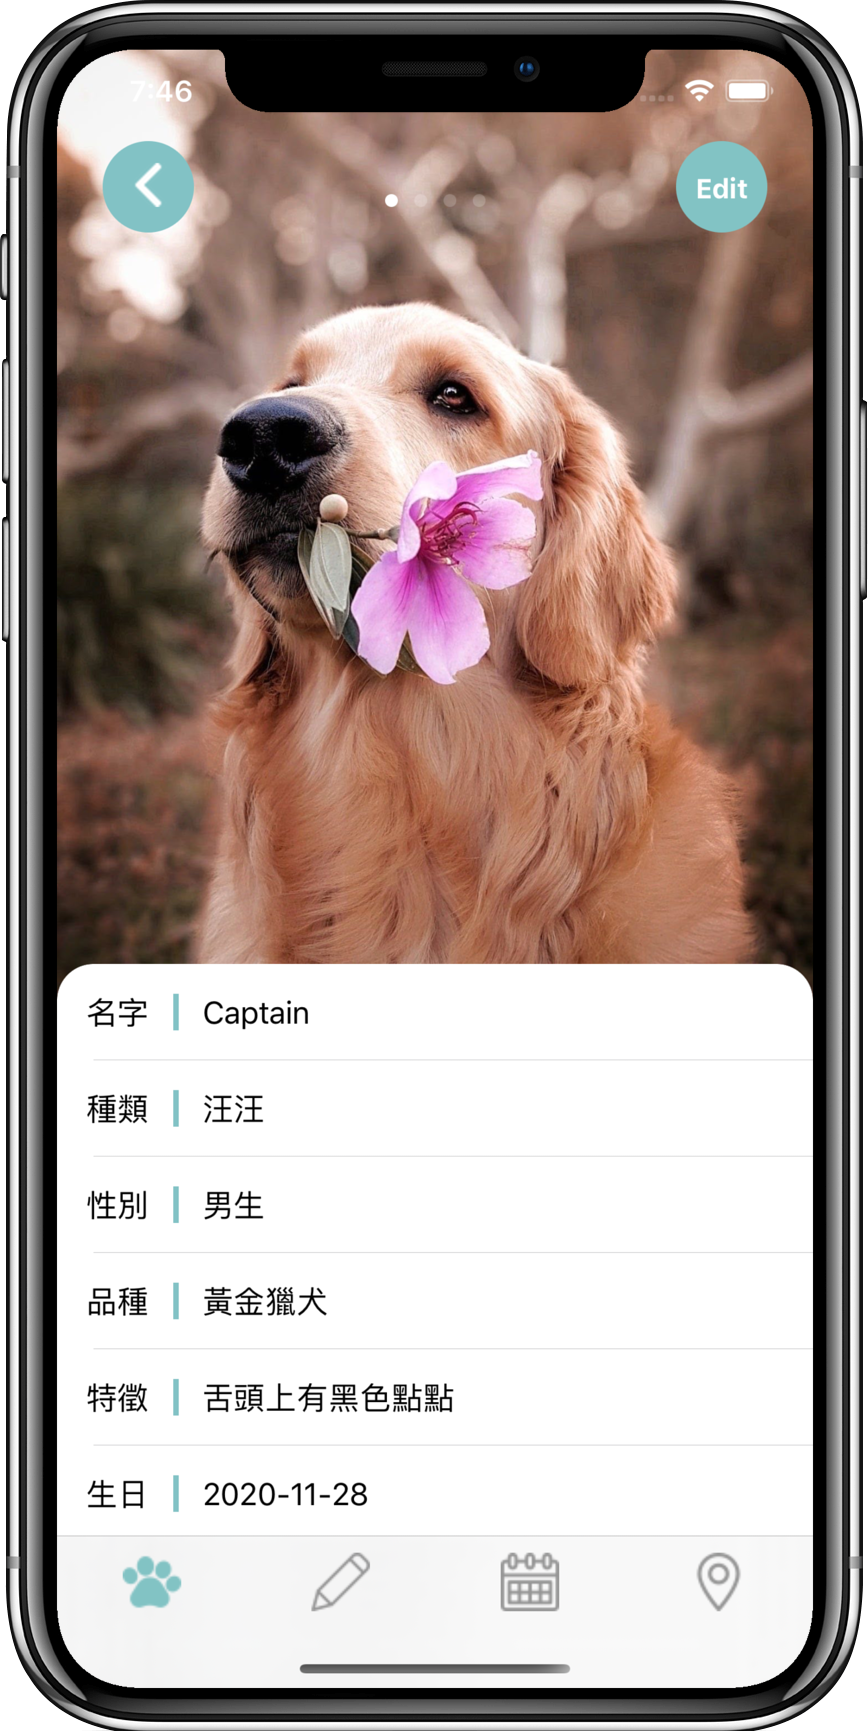 7:46
Edit
名字 Captain
種類 汪汪
性別 男生
品種 黃金獵犬
特徵 舌頭上有黑色點點
生日 2020-11-28